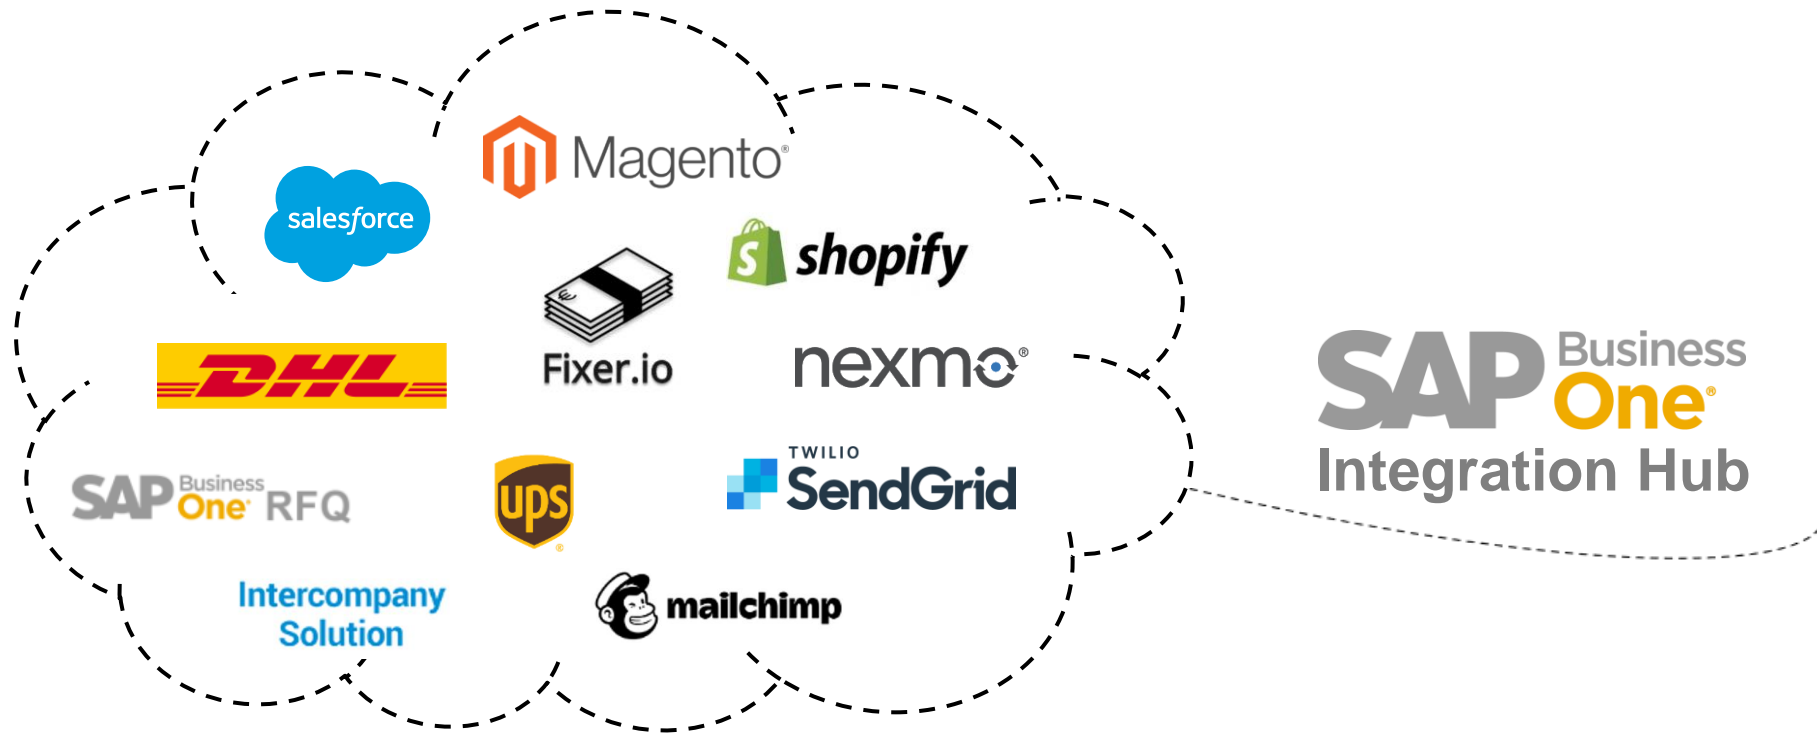 Magento®
salesforce
shopify
Fixer.io
DHL
nexmo®
SAP Business One® Integration Hub
TWILIO
SendGrid
SAP Business One® RFQ
ups®
Intercompany
Solution
mailchimp